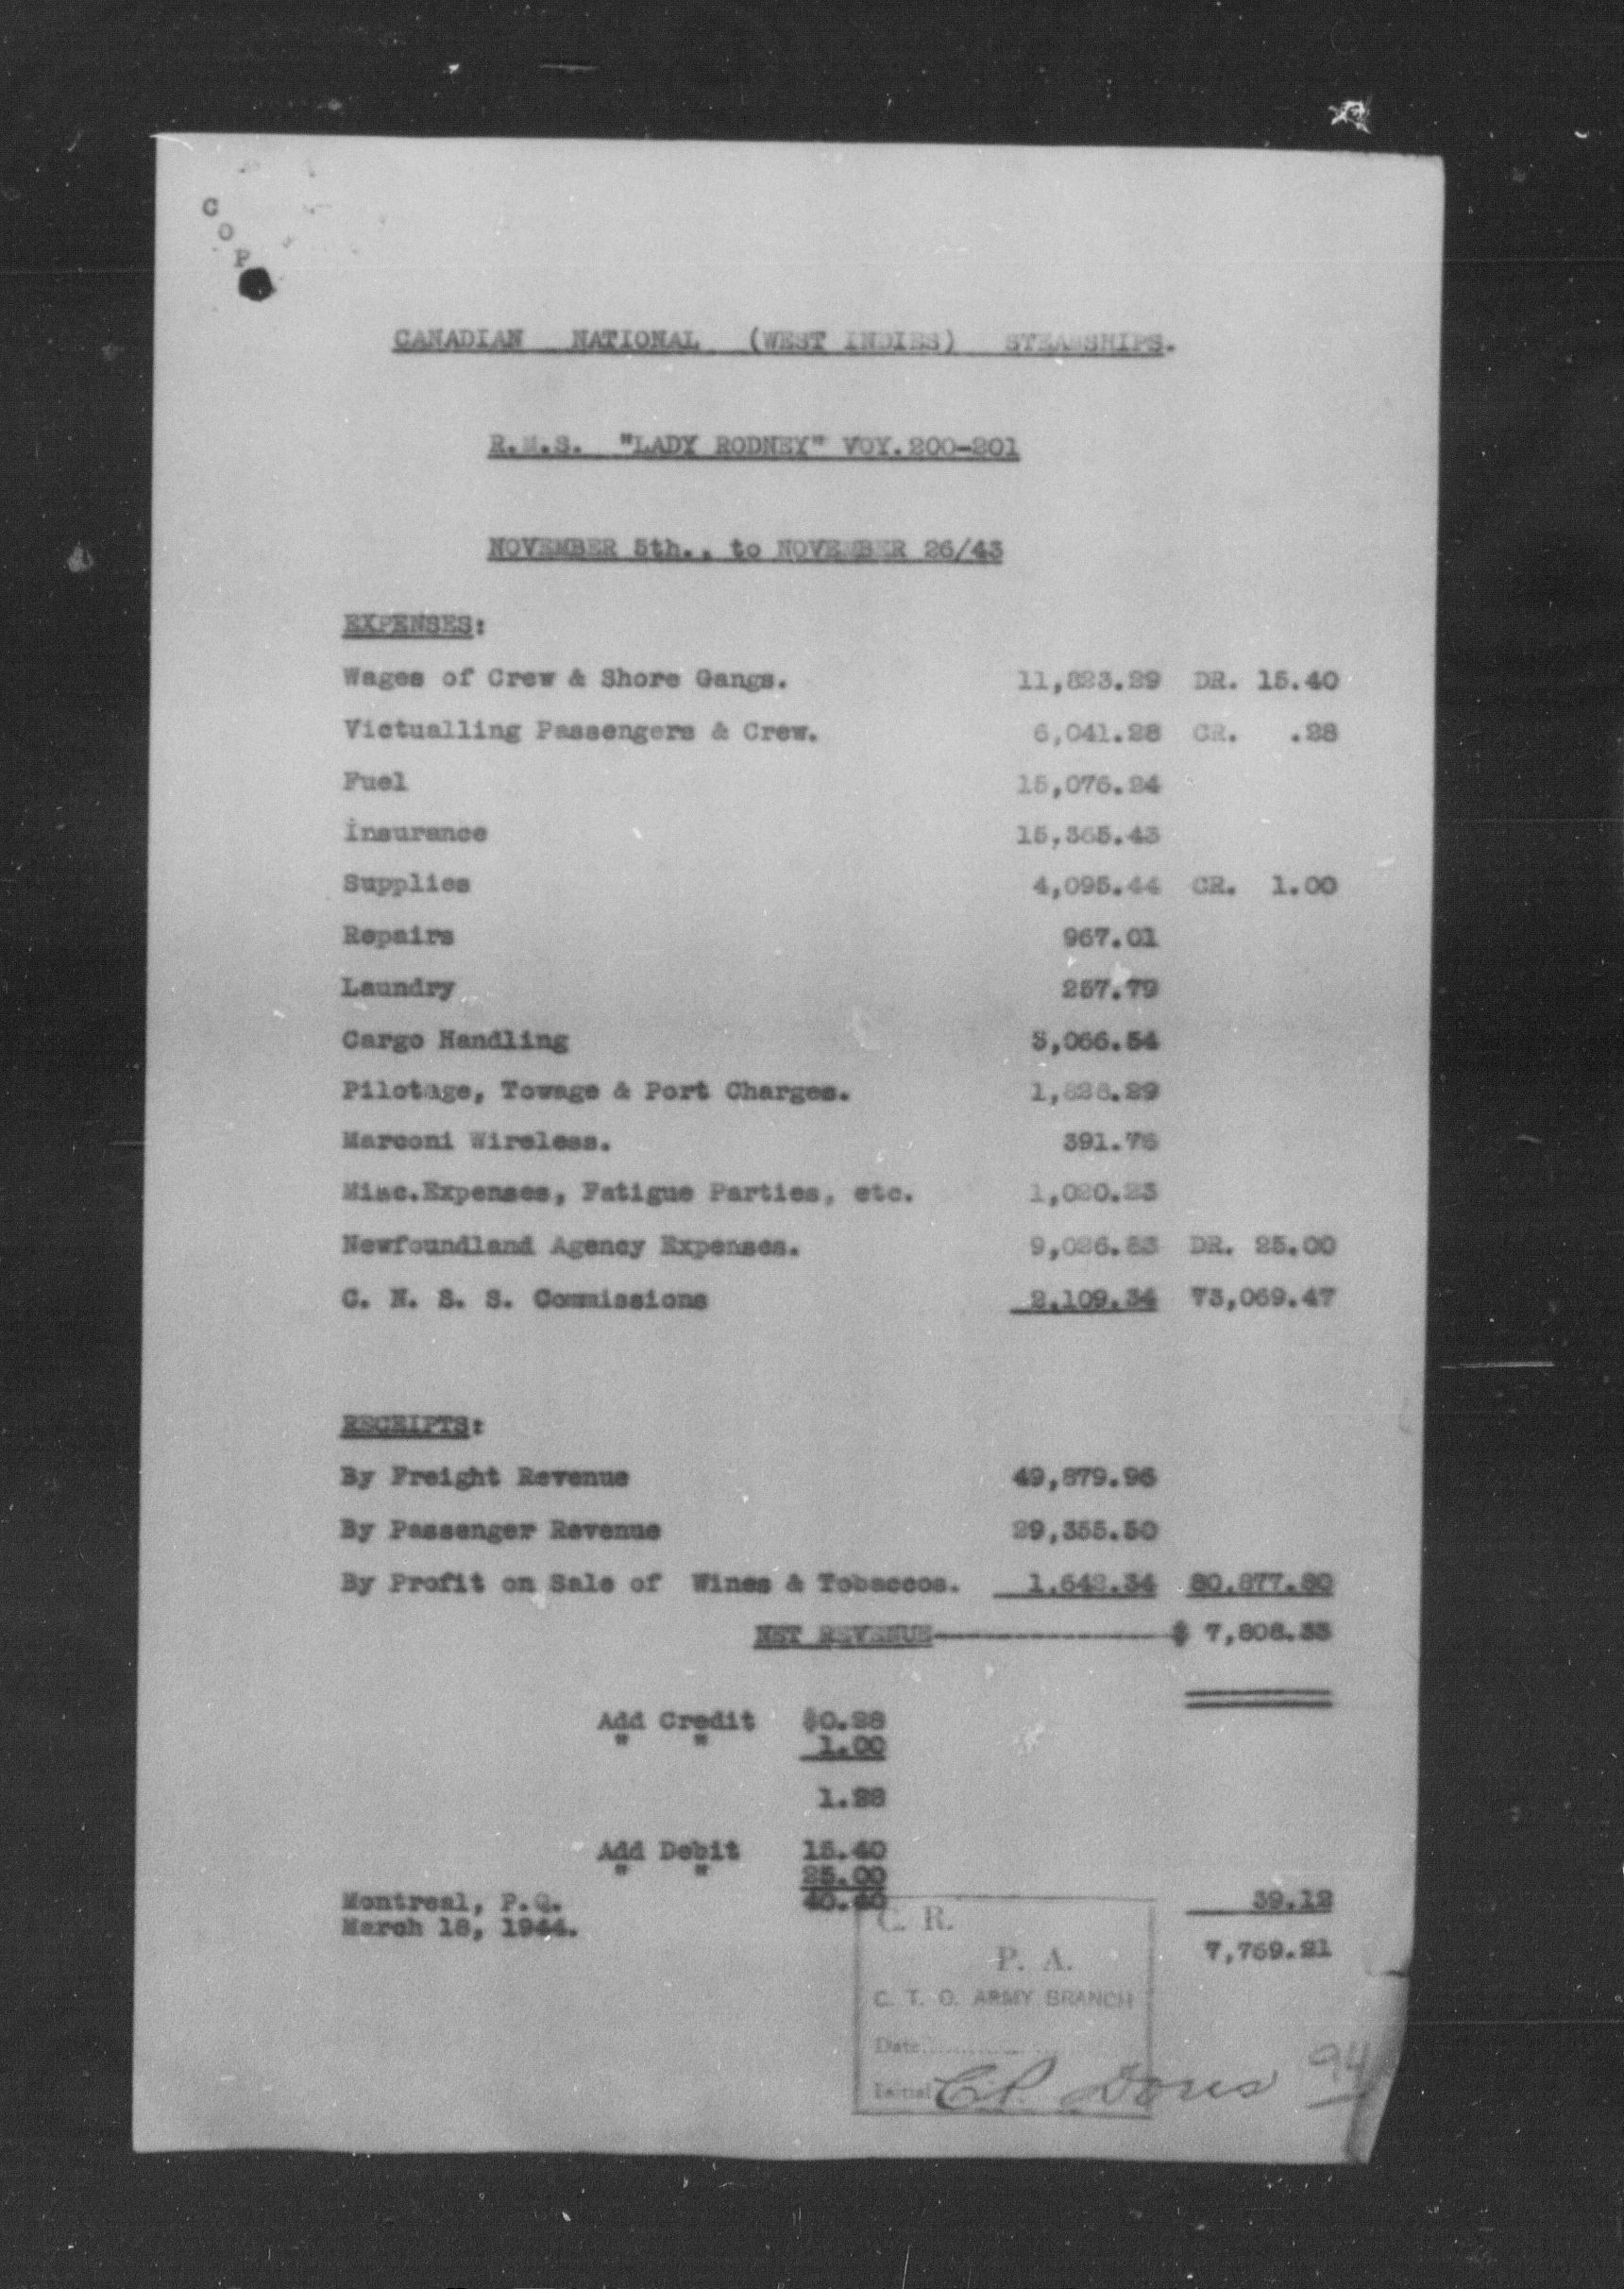 C
O
P
CANADIAN NATIONAL (WEST INDIES) STEAMSHIPS.
R.M.S. "LADY RODNEY" VOY.200-201
NOVEMBER 5th., to NOVEMBER 26/43
EXPENSES:
Wages of Crew & Shore Gangs. 11,823.29 DR. 15.40
Victualling Passengers & Crew. 6,041.28 CR. .28
Fuel 15,076.24
Insurance 15,365.43
Supplies 4,095.44 CR. 1.00
Repairs 967.01
Laundry 257.79
Cargo Handling 5,066.54
Pilotage, Towage & Port Charges. 1,828.29
Marconi Wireless. 391.76
Misc.Expenses, Fatigue Parties, etc. 1,020.23
Newfoundland Agency Expenses. 9,026.83 DR. 25.00
C. N. S. S. Commissions 2,109.34 73,069.47
RECEIPTS:
By Freight Revenue 49,879.96
By Passenger Revenue 29,355.50
By Profit on Sale of Wines & Tobaccos. 1,642.34 80,877.80
NET REVENUE---------------$ 7,808.33
Add Credit $0.28
" " 1.00
1.28
Add Debit 15.40
" " 25.00
Montreal, P.Q. 40.40 39.12
March 18, 1944.
7,769.21
C. R.
P. A.
C. T. O. ARMY BRANCH
Date
Initial
94